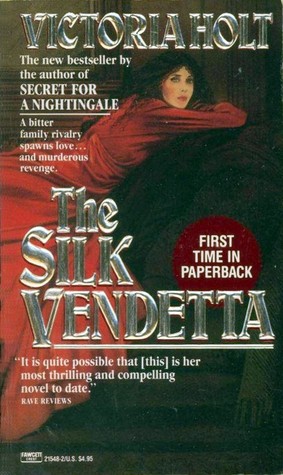 VICTORIA HOLT
The new bestseller by
the author of
SECRET FOR
A NIGHTINGALE
A bitter
family rivalry
spawns love...
and murderous
revenge.
The
SILK
VENDETTA
FIRST
TIME IN
PAPERBACK
"It is quite possible that [this] is her
most thrilling and compelling
novel to date."
RAVE REVIEWS
FAWCETT
CREST
21548-2/U.S. $4.95